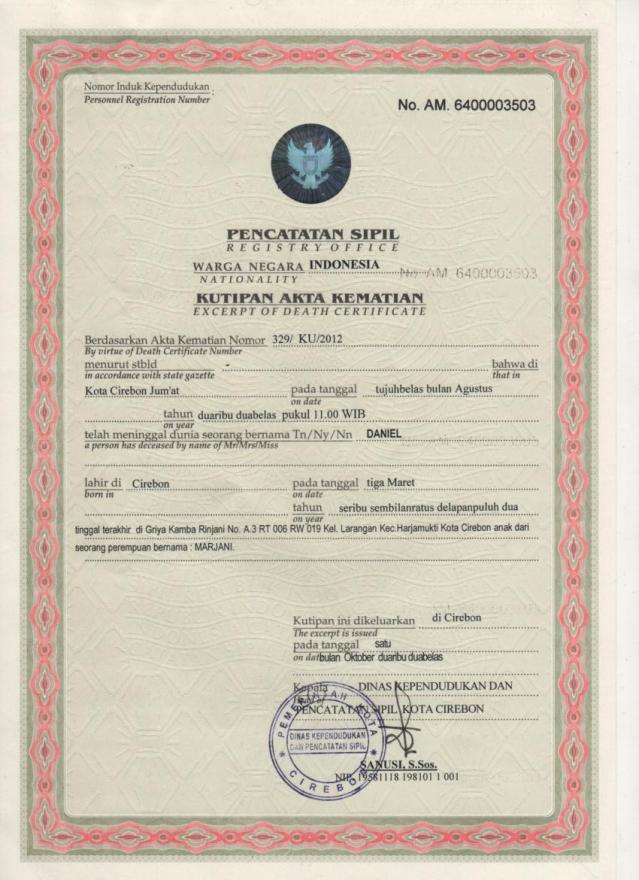 Nomor Induk Kependudukan :
Personnel Registration Number
No. AM. 6400003503
PENCATATAN SIPIL
REGISTRY OFFICE
WARGA NEGARA INDONESIA
NATIONALITY
No AM 6400003503
KUTIPAN AKTA KEMATIAN
EXCERPT OF DEATH CERTIFICATE
Berdasarkan Akta Kematian Nomor 329/ KU/2012
By virtue of Death Certificate Number
menurut stbld - bahwa di
in accordance with state gazette that in
Kota Cirebon Jum'at pada tanggal tujuhbelas bulan Agustus
on date
tahun duaribu duabelas pukul 11.00 WIB
on year
telah meninggal dunia seorang bernama Tn/Ny/Nn DANIEL
a person has deceased by name of Mr/Mrs/Miss
lahir di Cirebon pada tanggal tiga Maret
born in on date
tahun seribu sembilanratus delapanpuluh dua
on year
tinggal terakhir di Griya Kamba Rinjani No. A.3 RT 006 RW 019 Kel. Larangan Kec.Harjamukti Kota Cirebon anak dari
seorang perempuan bernama : MARJANI.
Kutipan ini dikeluarkan di Cirebon
The excerpt is issued
pada tanggal satu
on dat bulan Oktober duaribu duabelas
Kepala DINAS KEPENDUDUKAN DAN
PENCATATAN SIPIL KOTA CIREBON
PEMERINTAH KOTA
DINAS KEPENDUDUKAN
DAN PENCATATAN SIPIL
CIREBON
SANUSI, S.Sos.
NIP. 19581118 198101 1 001